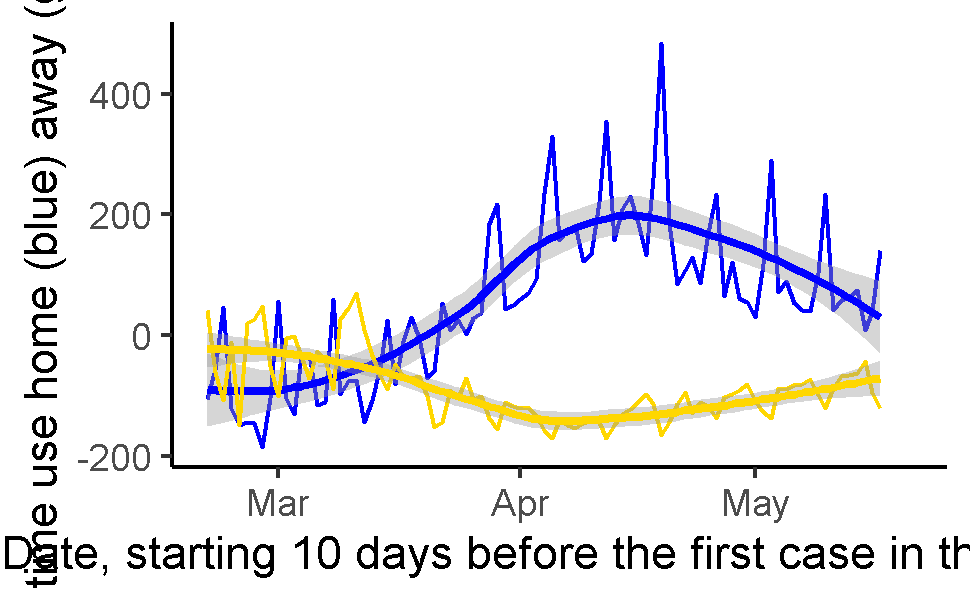 time use home (blue) away (
400
200
0
-200
Mar
Apr
May
Date, starting 10 days before the first case in th